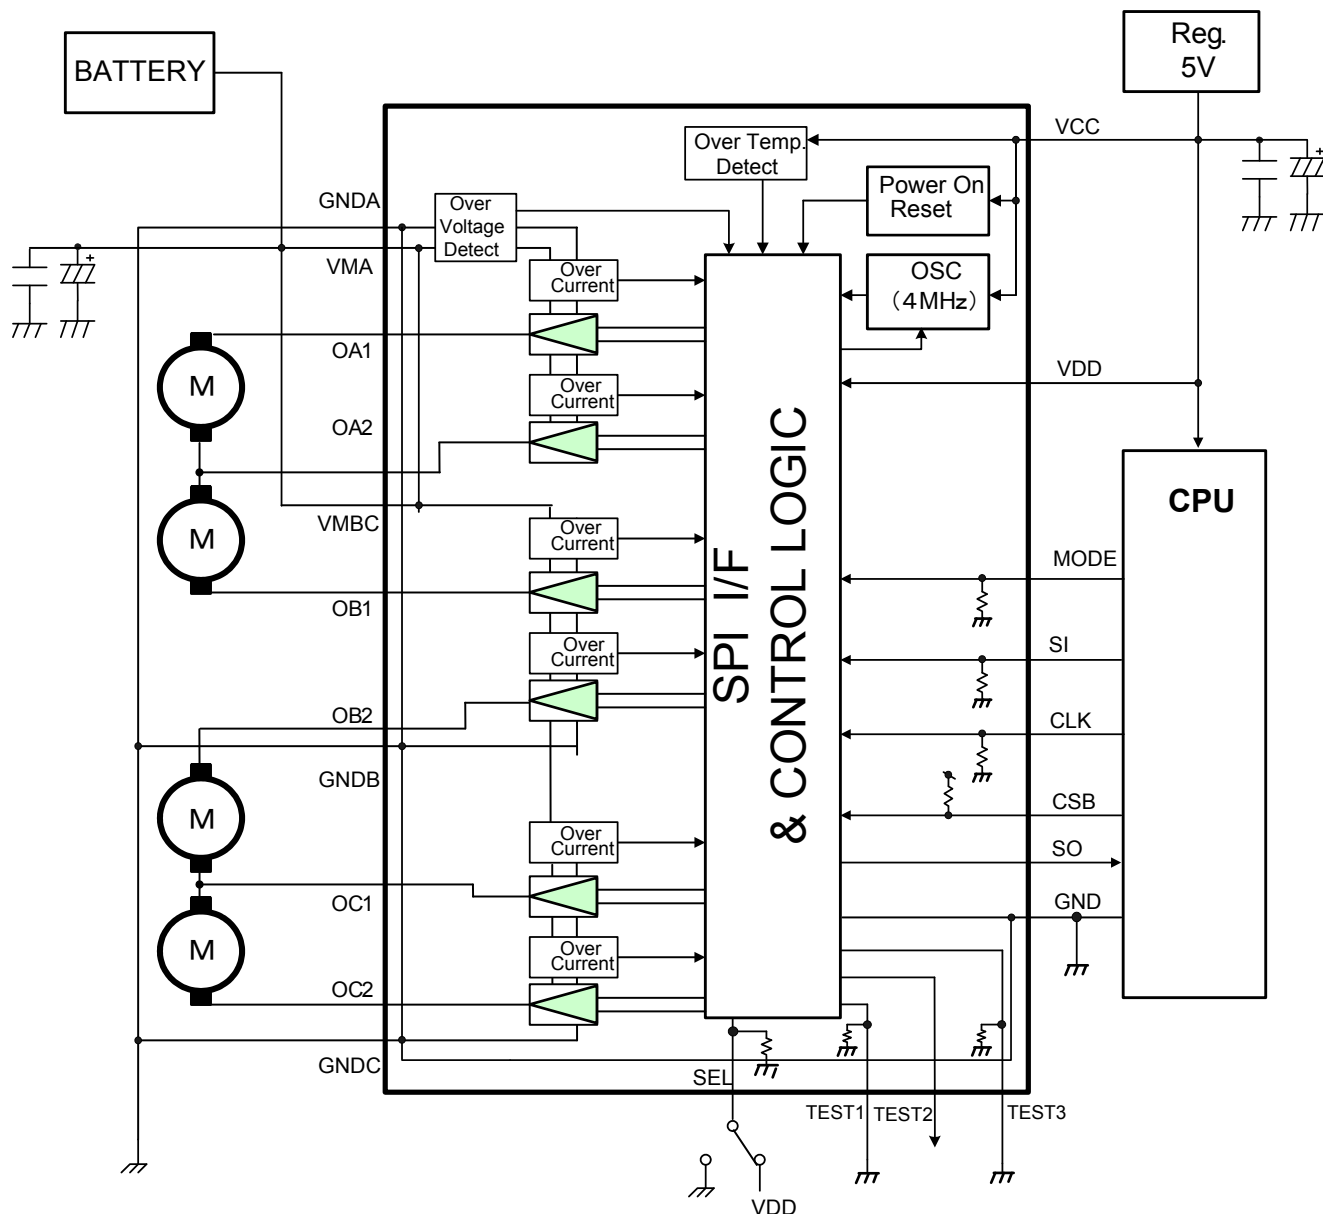 Reg.
5V
BATTERY
VCC
Over Temp.
Detect
Power On
Reset
GNDA
Over
Voltage
Detect
VMA
Over
Current
OSC
（4MHz）
OA1
M
VDD
Over
Current
OA2
CPU
VMBC
M
Over
Current
MODE
OB1
SPI I/F
& CONTROL LOGIC
Over
Current
SI
OB2
CLK
GNDB
M
CSB
Over
Current
SO
OC1
GND
M
Over
Current
OC2
GNDC
SEL
TEST1
TEST2
TEST3
VDD
+
+